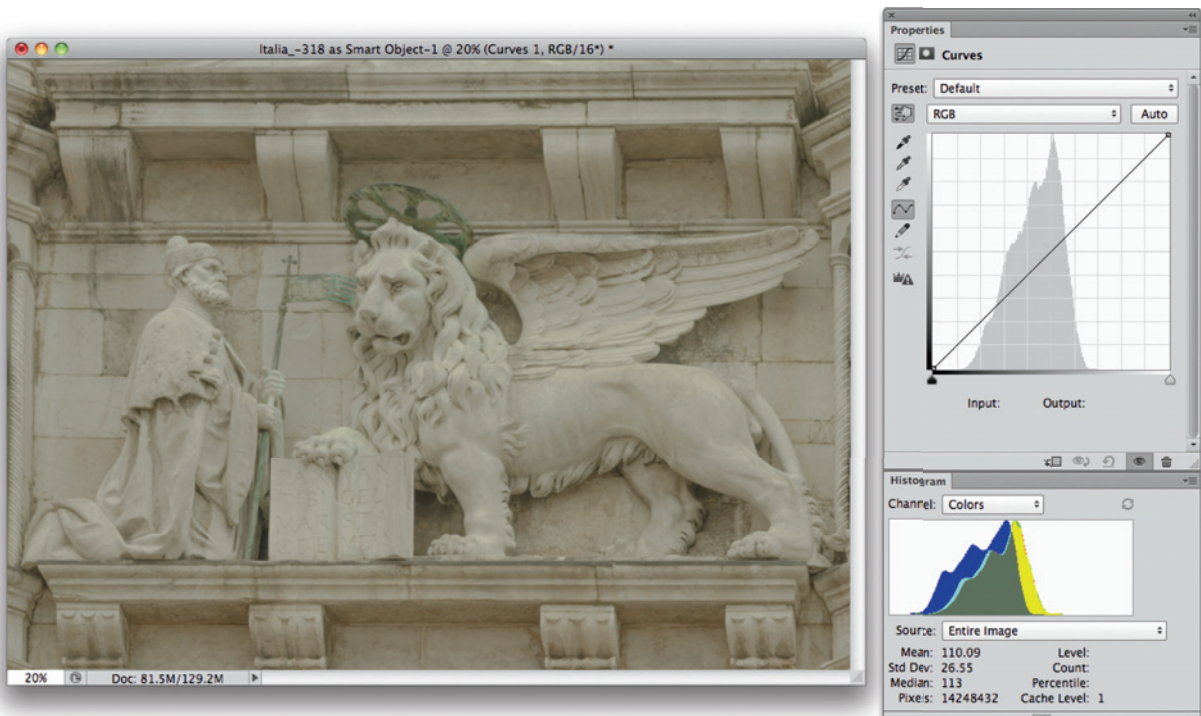 Italia_-318 as Smart Object-1 @ 20% (Curves 1, RGB/16*) *
20%
Doc: 81.5M/129.2M
Properties
Curves
Preset: Default
RGB
Auto
Input: Output:
Histogram
Channel: Colors
Source: Entire Image
Mean: 110.09 Level:
Std Dev: 26.55 Count:
Median: 113 Percentile:
Pixels: 14248432 Cache Level: 1